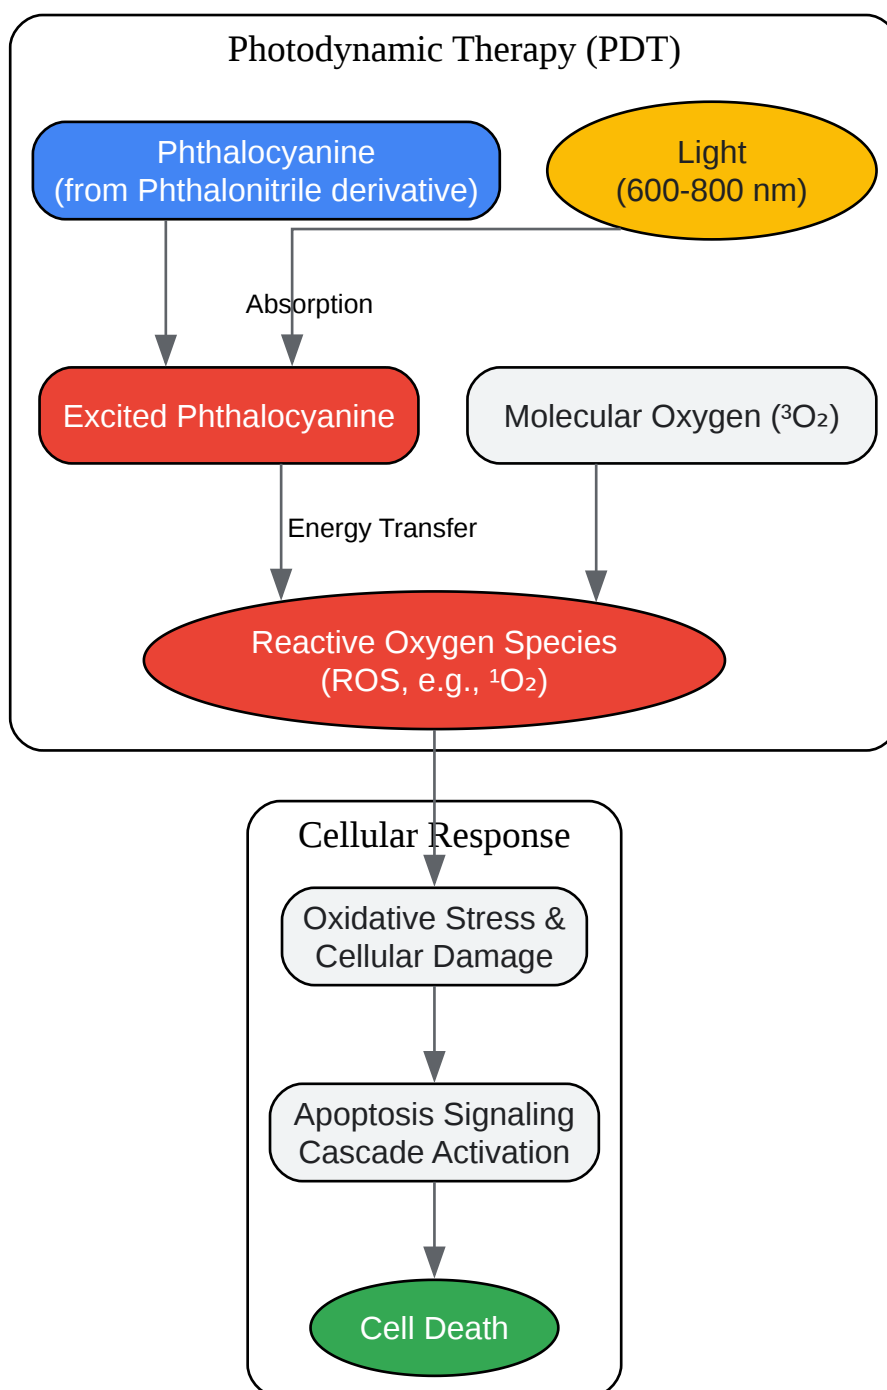 Photodynamic Therapy (PDT)
Phthalocyanine
(from Phthalonitrile derivative)
Light
(600-800 nm)
Absorption
Excited Phthalocyanine
Molecular Oxygen (³O₂)
Energy Transfer
Reactive Oxygen Species
(ROS, e.g., ¹O₂)
Cellular Response
Oxidative Stress &
Cellular Damage
Apoptosis Signaling
Cascade Activation
Cell Death